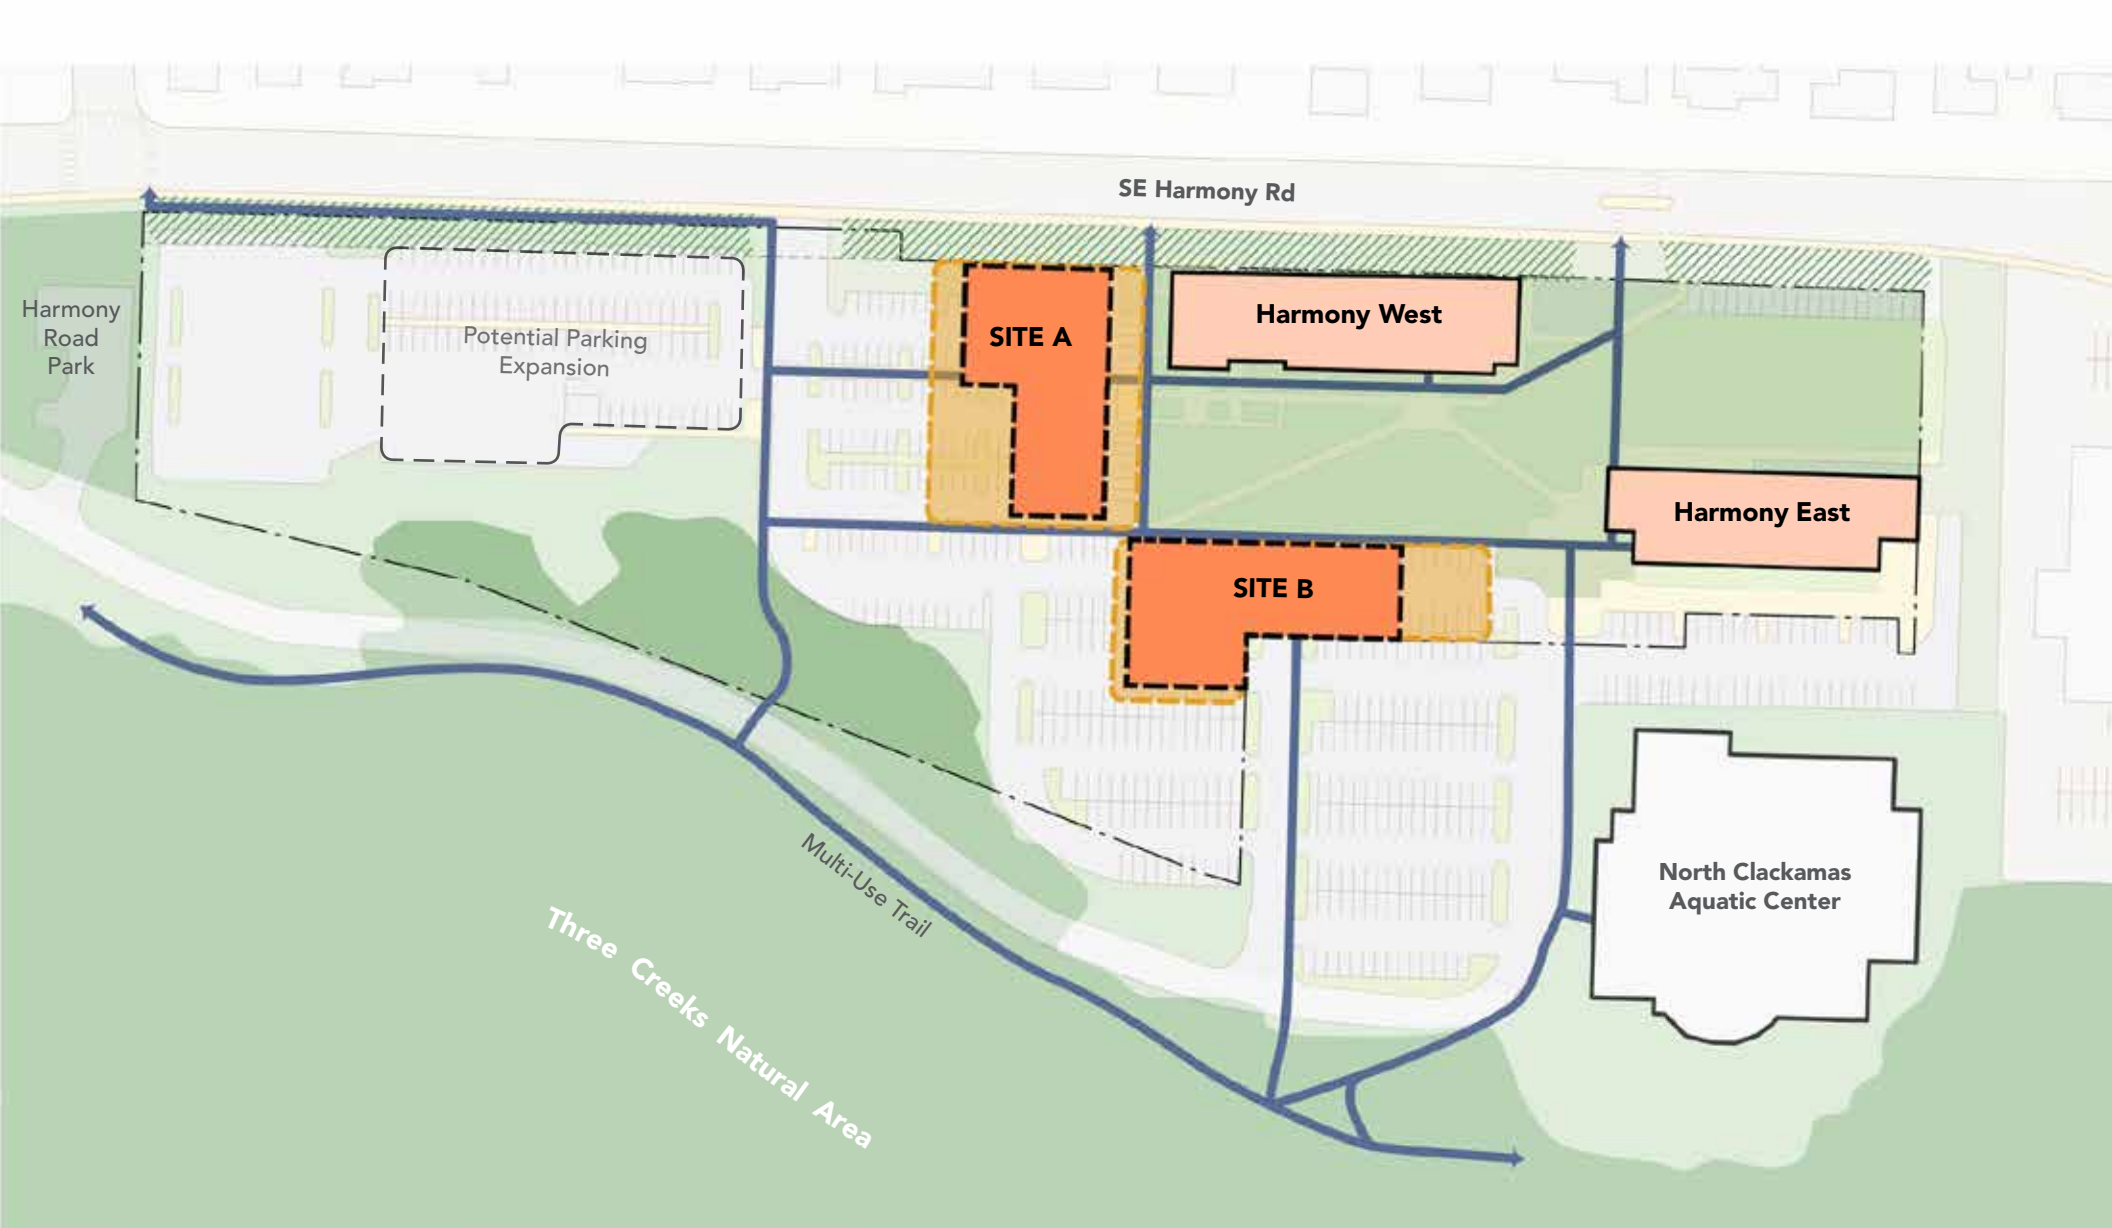 SE Harmony Rd
Harmony
Road
Park
Potential Parking
Expansion
SITE A
Harmony West
Harmony East
SITE B
North Clackamas
Aquatic Center
Multi-Use Trail
Three Creeks Natural Area